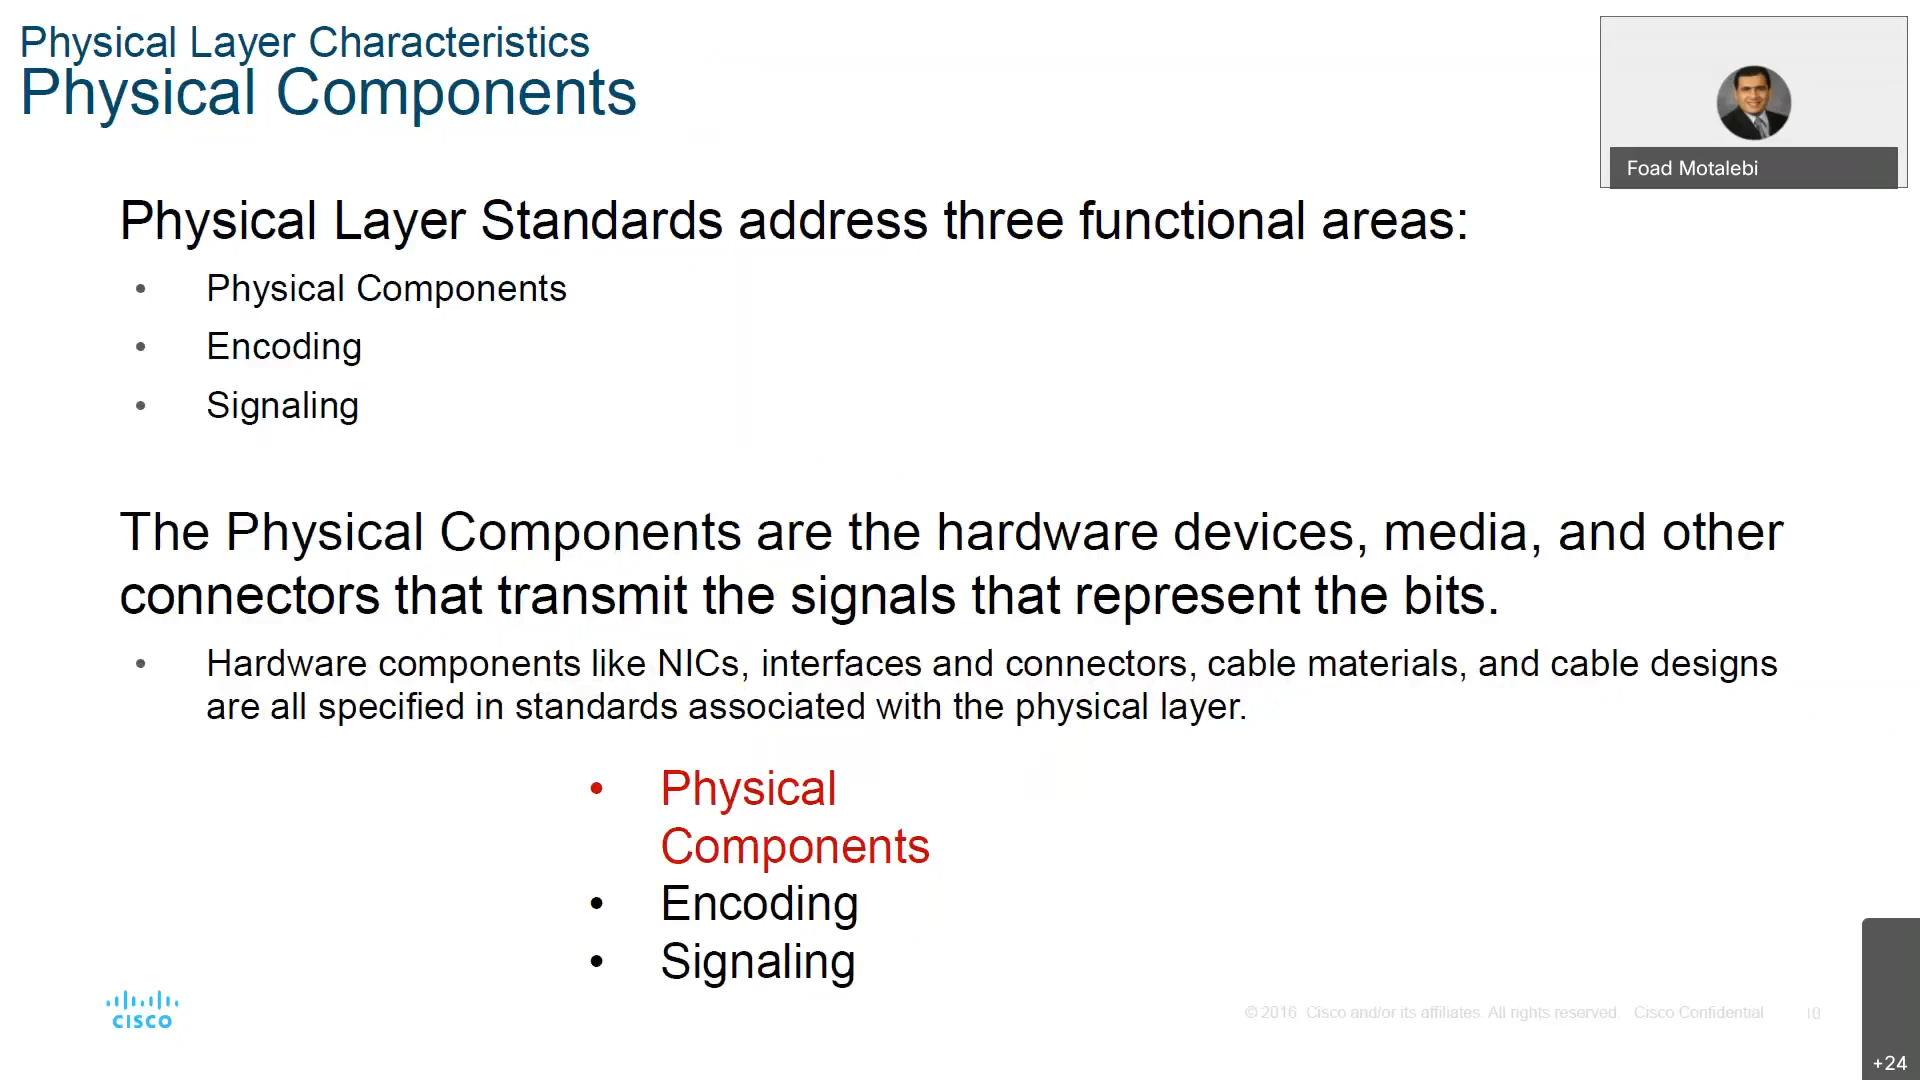 Physical Layer Characteristics
Physical Components
Foad Motalebi
Physical Layer Standards address three functional areas:
• Physical Components
• Encoding
• Signaling
The Physical Components are the hardware devices, media, and other
connectors that transmit the signals that represent the bits.
• Hardware components like NICs, interfaces and connectors, cable materials, and cable designs
are all specified in standards associated with the physical layer.
• Physical
Components
• Encoding
• Signaling
CISCO
© 2016 Cisco and/or its affiliates. All rights reserved. Cisco Confidential 10
+24